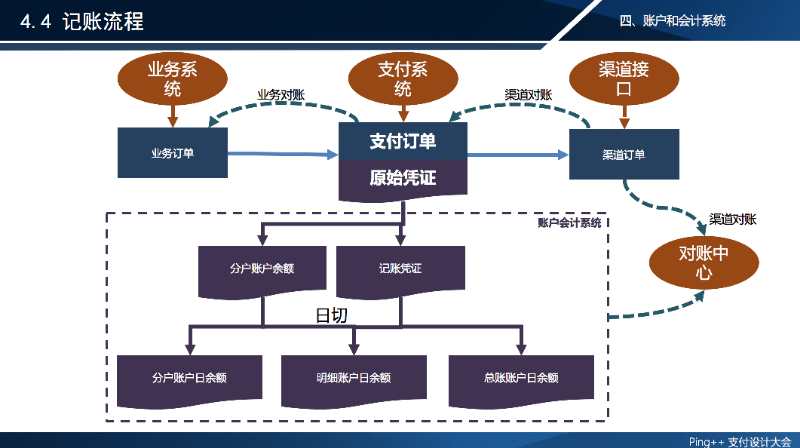 4.4 记账流程
四、账户和会计系统
业务系
统
支付系
统
渠道接
口
业务对账
渠道对账
业务订单
支付订单
渠道订单
原始凭证
渠道对账
账户会计系统
对账中
心
分户账户余额
记账凭证
日切
分户账户日余额
明细账户日余额
总账账户日余额
Ping++ 支付设计大会